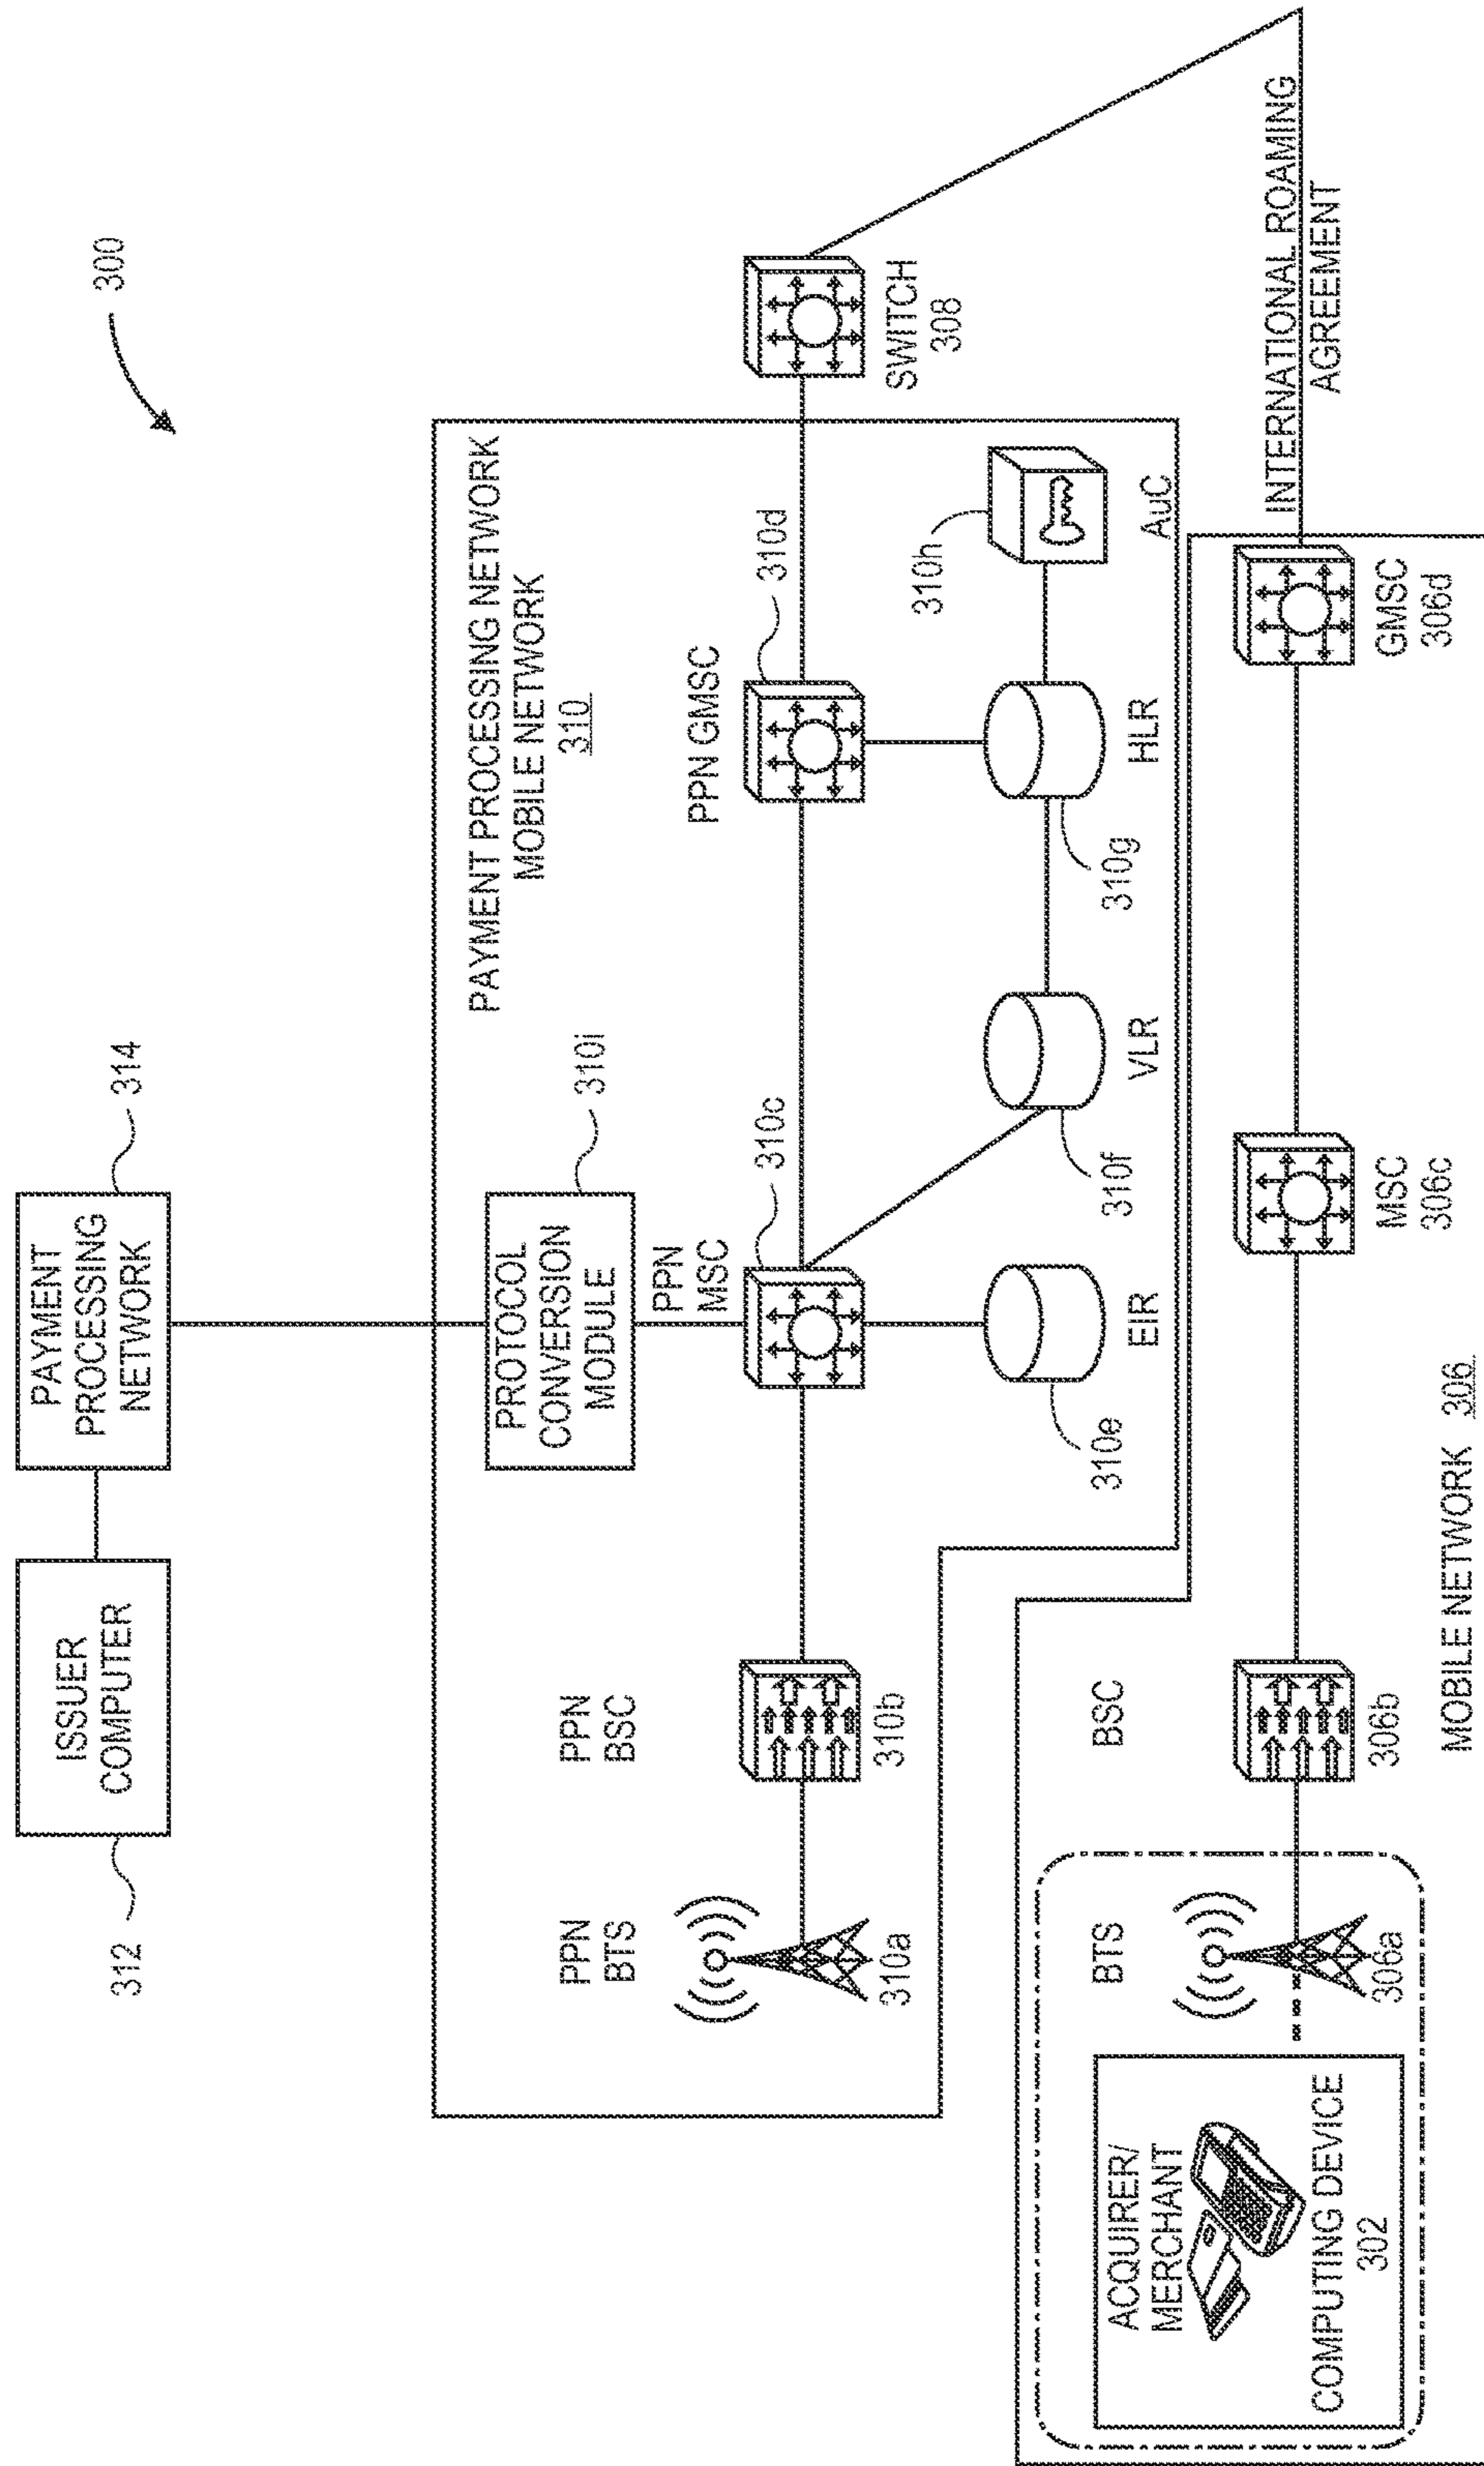 300
ISSUER
COMPUTER
312
PAYMENT
PROCESSING
NETWORK
314
PAYMENT PROCESSING NETWORK
MOBILE NETWORK
310
PROTOCOL
CONVERSION
MODULE
310i
PPN
BTS
310a
PPN
BSC
310b
PPN
MSC
310c
PPN GMSC
310d
SWITCH
308
310e
EIR
310f
VLR
310g
HLR
310h
AuC
ACQUIRER/
MERCHANT
COMPUTING DEVICE
302
BTS
306a
BSC
306b
MSC
306c
GMSC
306d
INTERNATIONAL ROAMING
AGREEMENT
MOBILE NETWORK 306